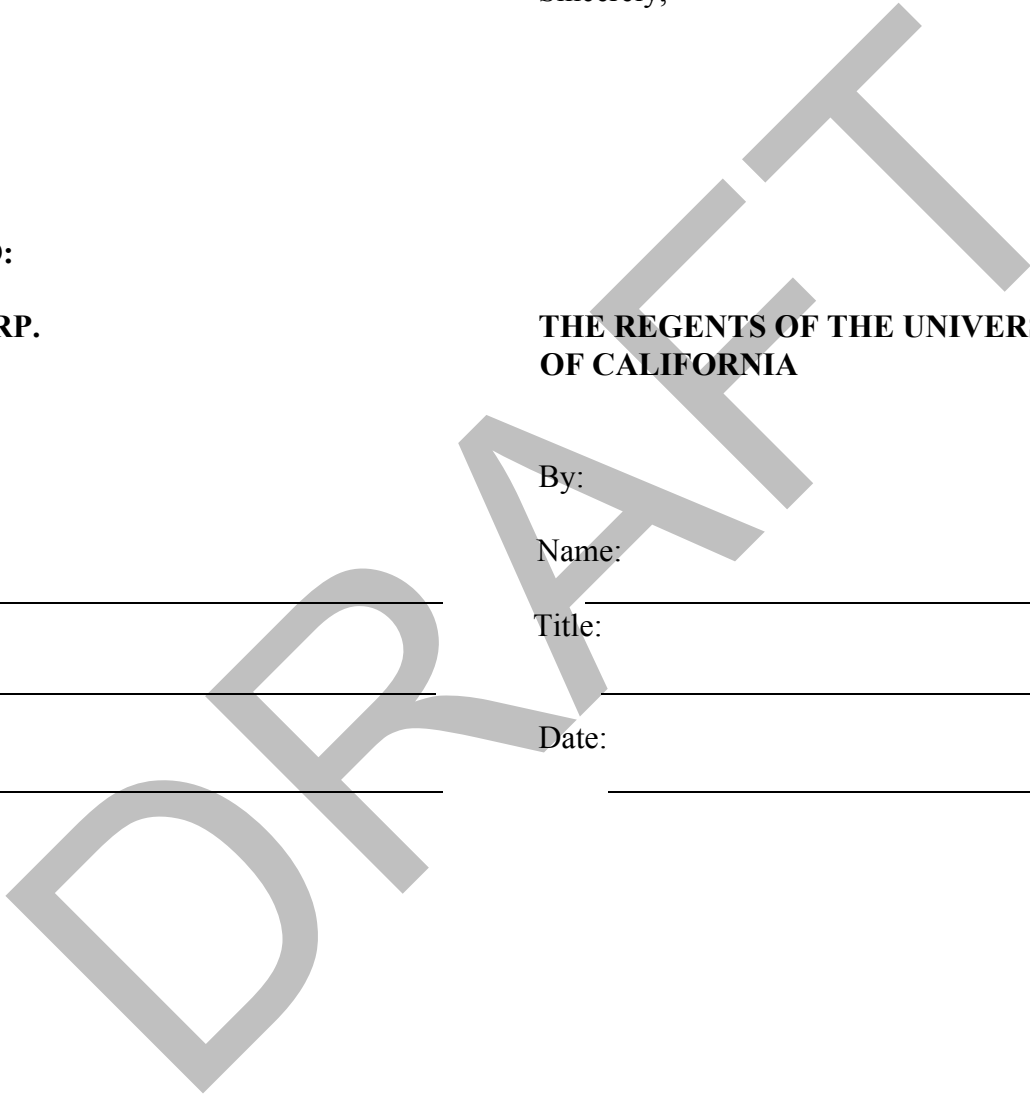 Sincerely,
:
RP.
THE REGENTS OF THE UNIVER
OF CALIFORNIA
By:
Name:
Title:
Date:
DRAFT